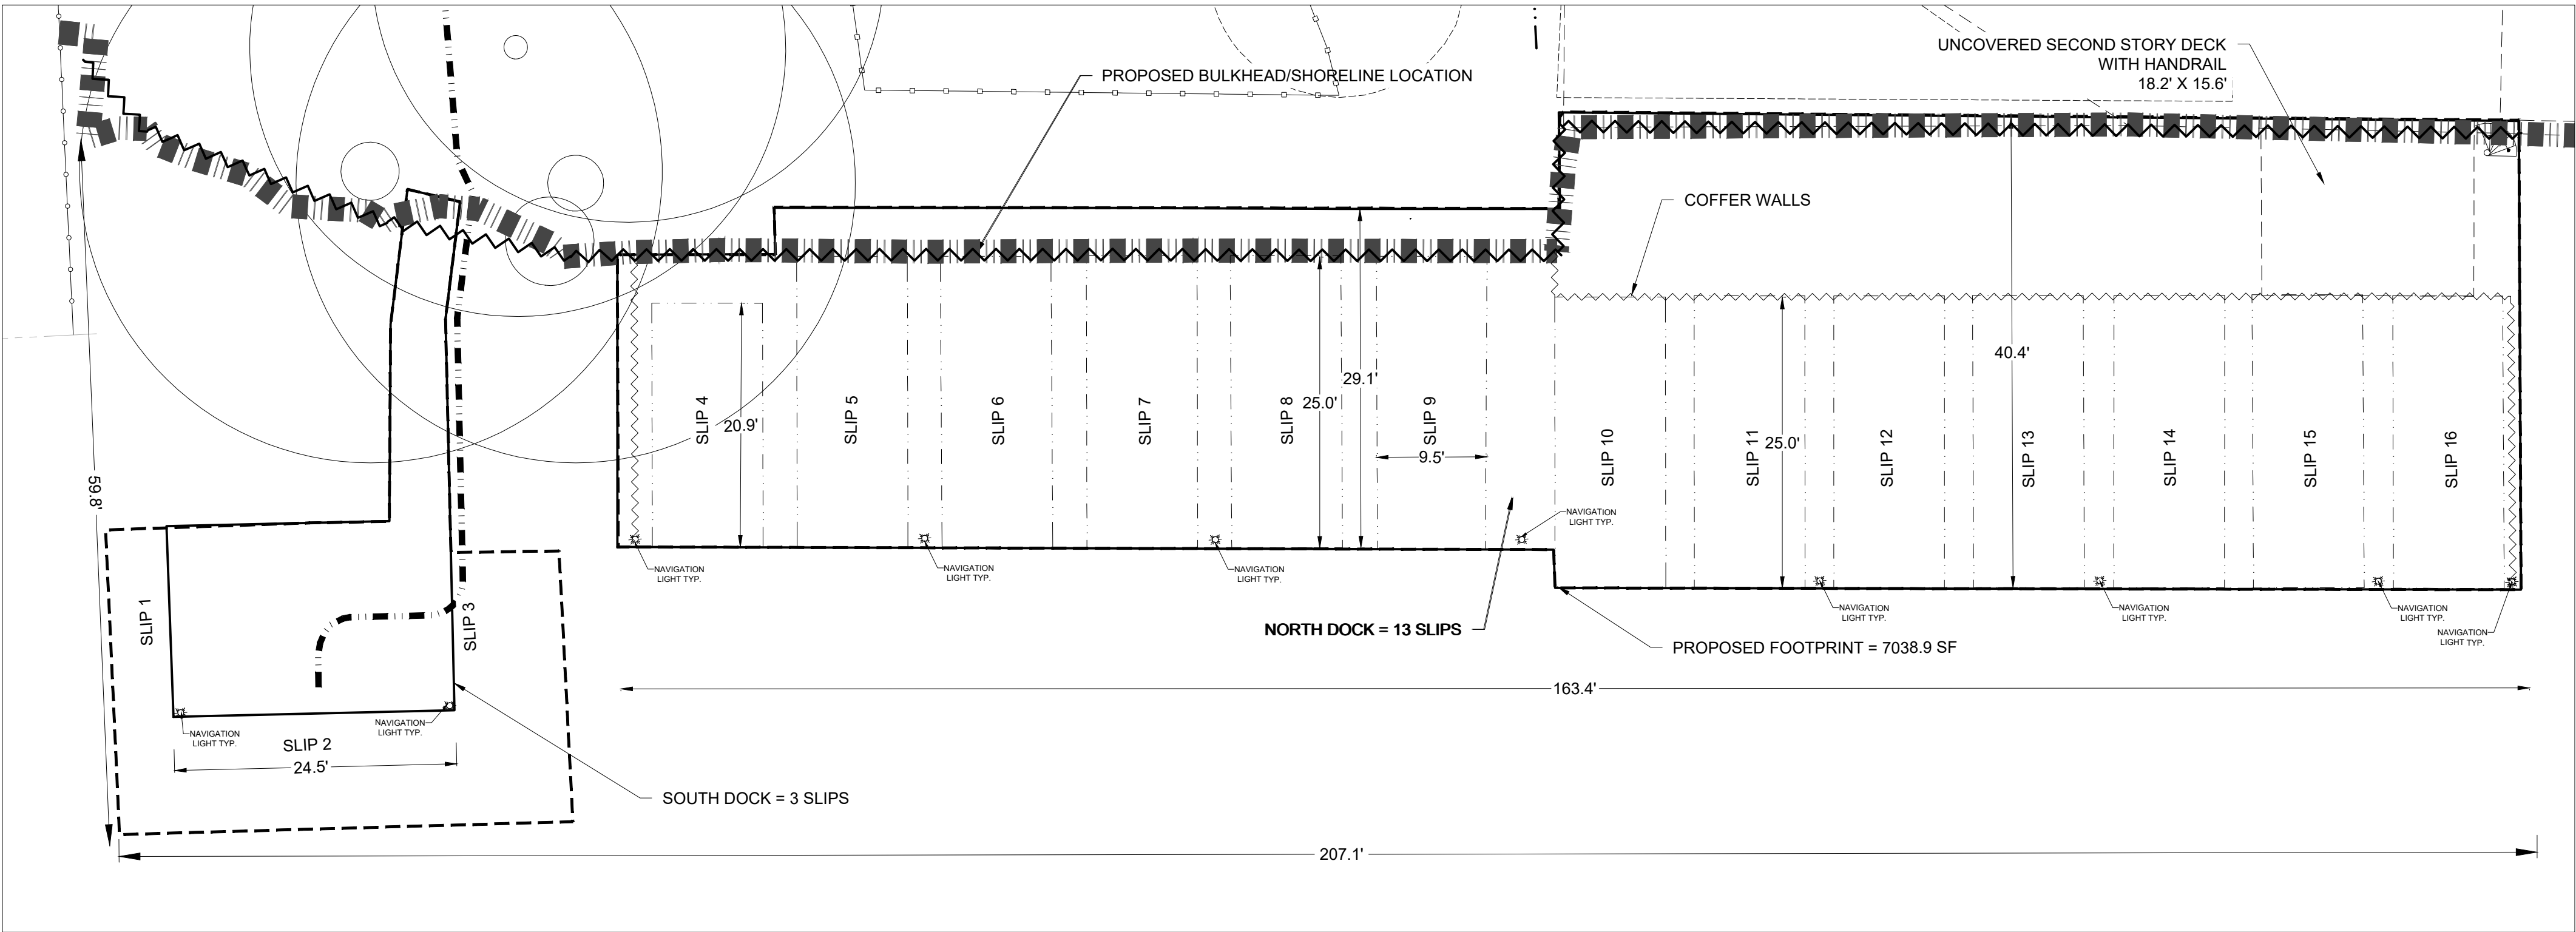 UNCOVERED SECOND STORY DECK
WITH HANDRAIL
18.2' X 15.6'
PROPOSED BULKHEAD/SHORELINE LOCATION
COFFER WALLS
40.4'
29.1'
25.0'
20.9'
SLIP 4
SLIP 5
SLIP 6
SLIP 7
SLIP 8
SLIP 9
9.5'
SLIP 10
SLIP 11
25.0'
SLIP 12
SLIP 13
SLIP 14
SLIP 15
SLIP 16
59.8'
NAVIGATION
LIGHT TYP.
NAVIGATION
LIGHT TYP.
NAVIGATION
LIGHT TYP.
NAVIGATION
LIGHT TYP.
NAVIGATION
LIGHT TYP.
NAVIGATION
LIGHT TYP.
NAVIGATION
LIGHT TYP.
NAVIGATION
LIGHT TYP.
SLIP 1
SLIP 3
NORTH DOCK = 13 SLIPS
PROPOSED FOOTPRINT = 7038.9 SF
163.4'
NAVIGATION
LIGHT TYP.
NAVIGATION
LIGHT TYP.
SLIP 2
24.5'
SOUTH DOCK = 3 SLIPS
207.1'